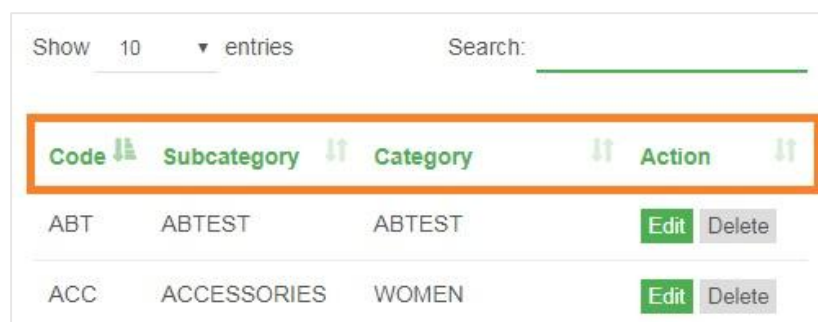 Show 10 entries Search:
Code Subcategory Category Action
ABT ABTEST ABTEST Edit Delete
ACC ACCESSORIES WOMEN Edit Delete